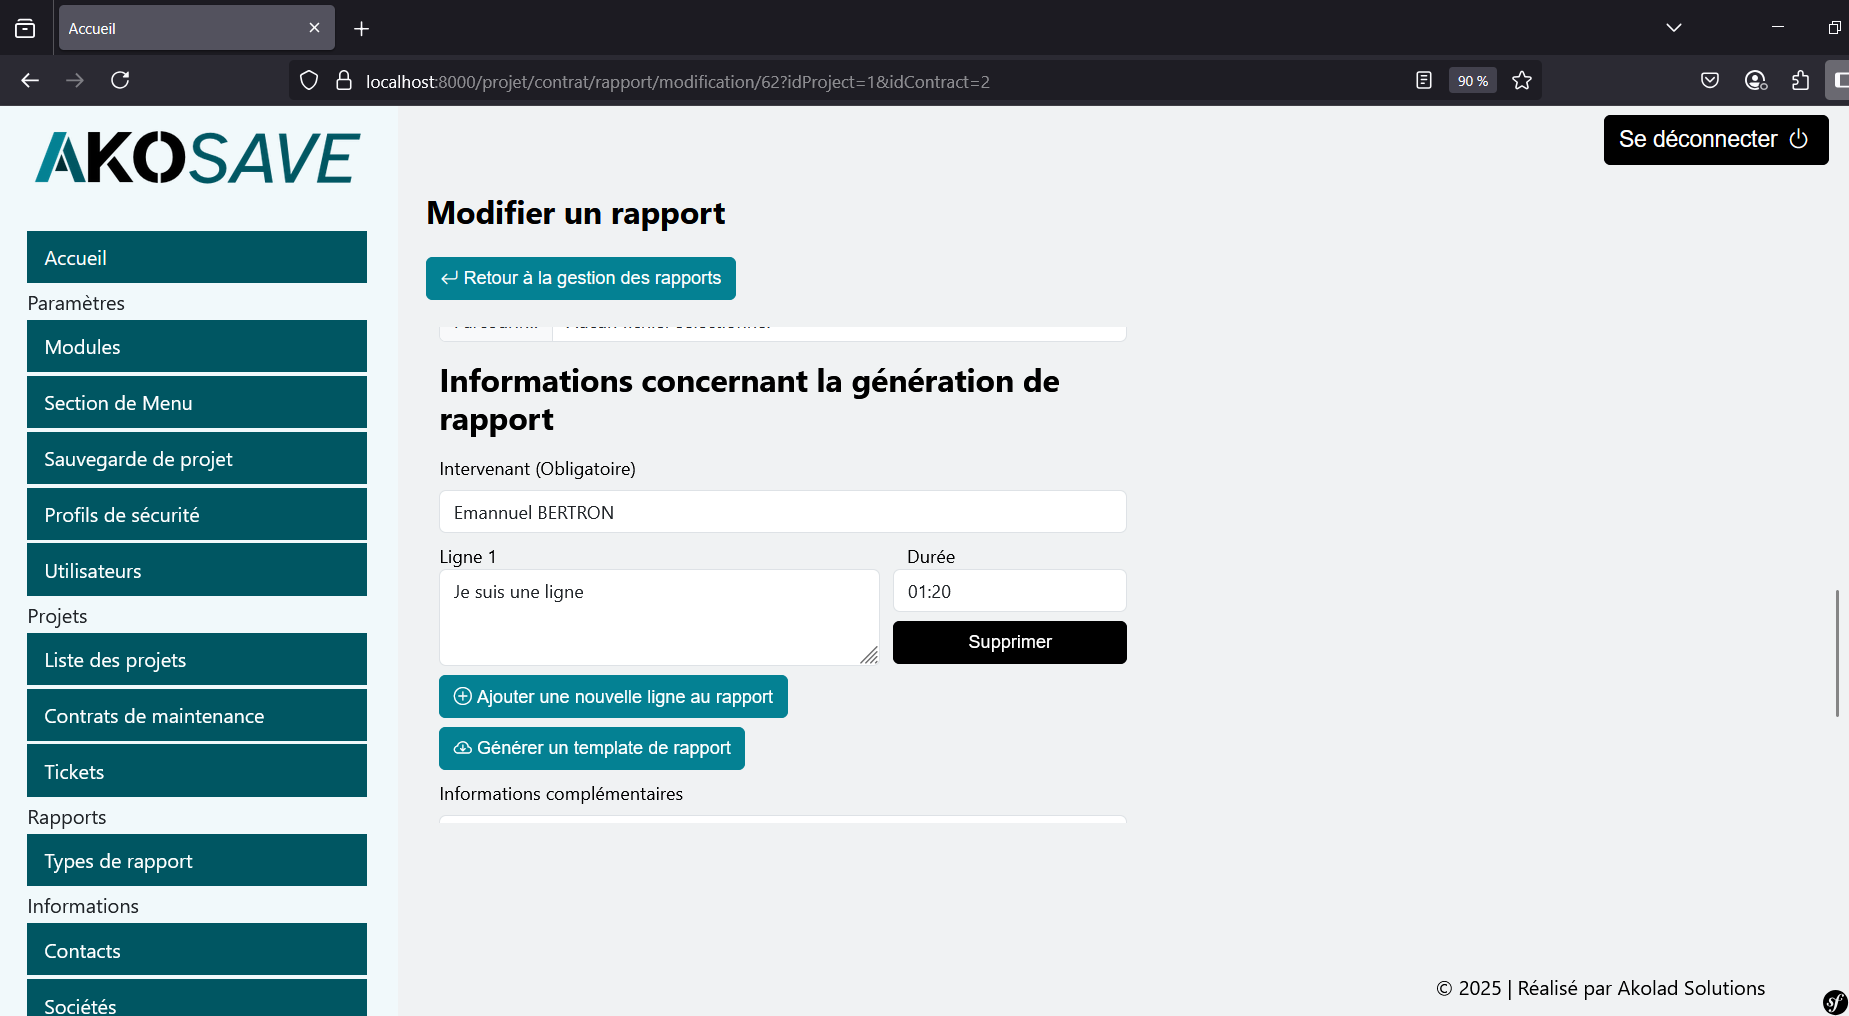 Accueil
localhost:8000/projet/contrat/rapport/modification/62?idProject=1&idContract=2
90 %
AKOSAVE
Se déconnecter
Accueil
Paramètres
Modules
Section de Menu
Sauvegarde de projet
Profils de sécurité
Utilisateurs
Projets
Liste des projets
Contrats de maintenance
Tickets
Rapports
Types de rapport
Informations
Contacts
Sociétés
Modifier un rapport
Retour à la gestion des rapports
Informations concernant la génération de
rapport
Intervenant (Obligatoire)
Emannuel BERTRON
Ligne 1
Durée
Je suis une ligne
01:20
Supprimer
Ajouter une nouvelle ligne au rapport
Générer un template de rapport
Informations complémentaires
© 2025 | Réalisé par Akolad Solutions
sf